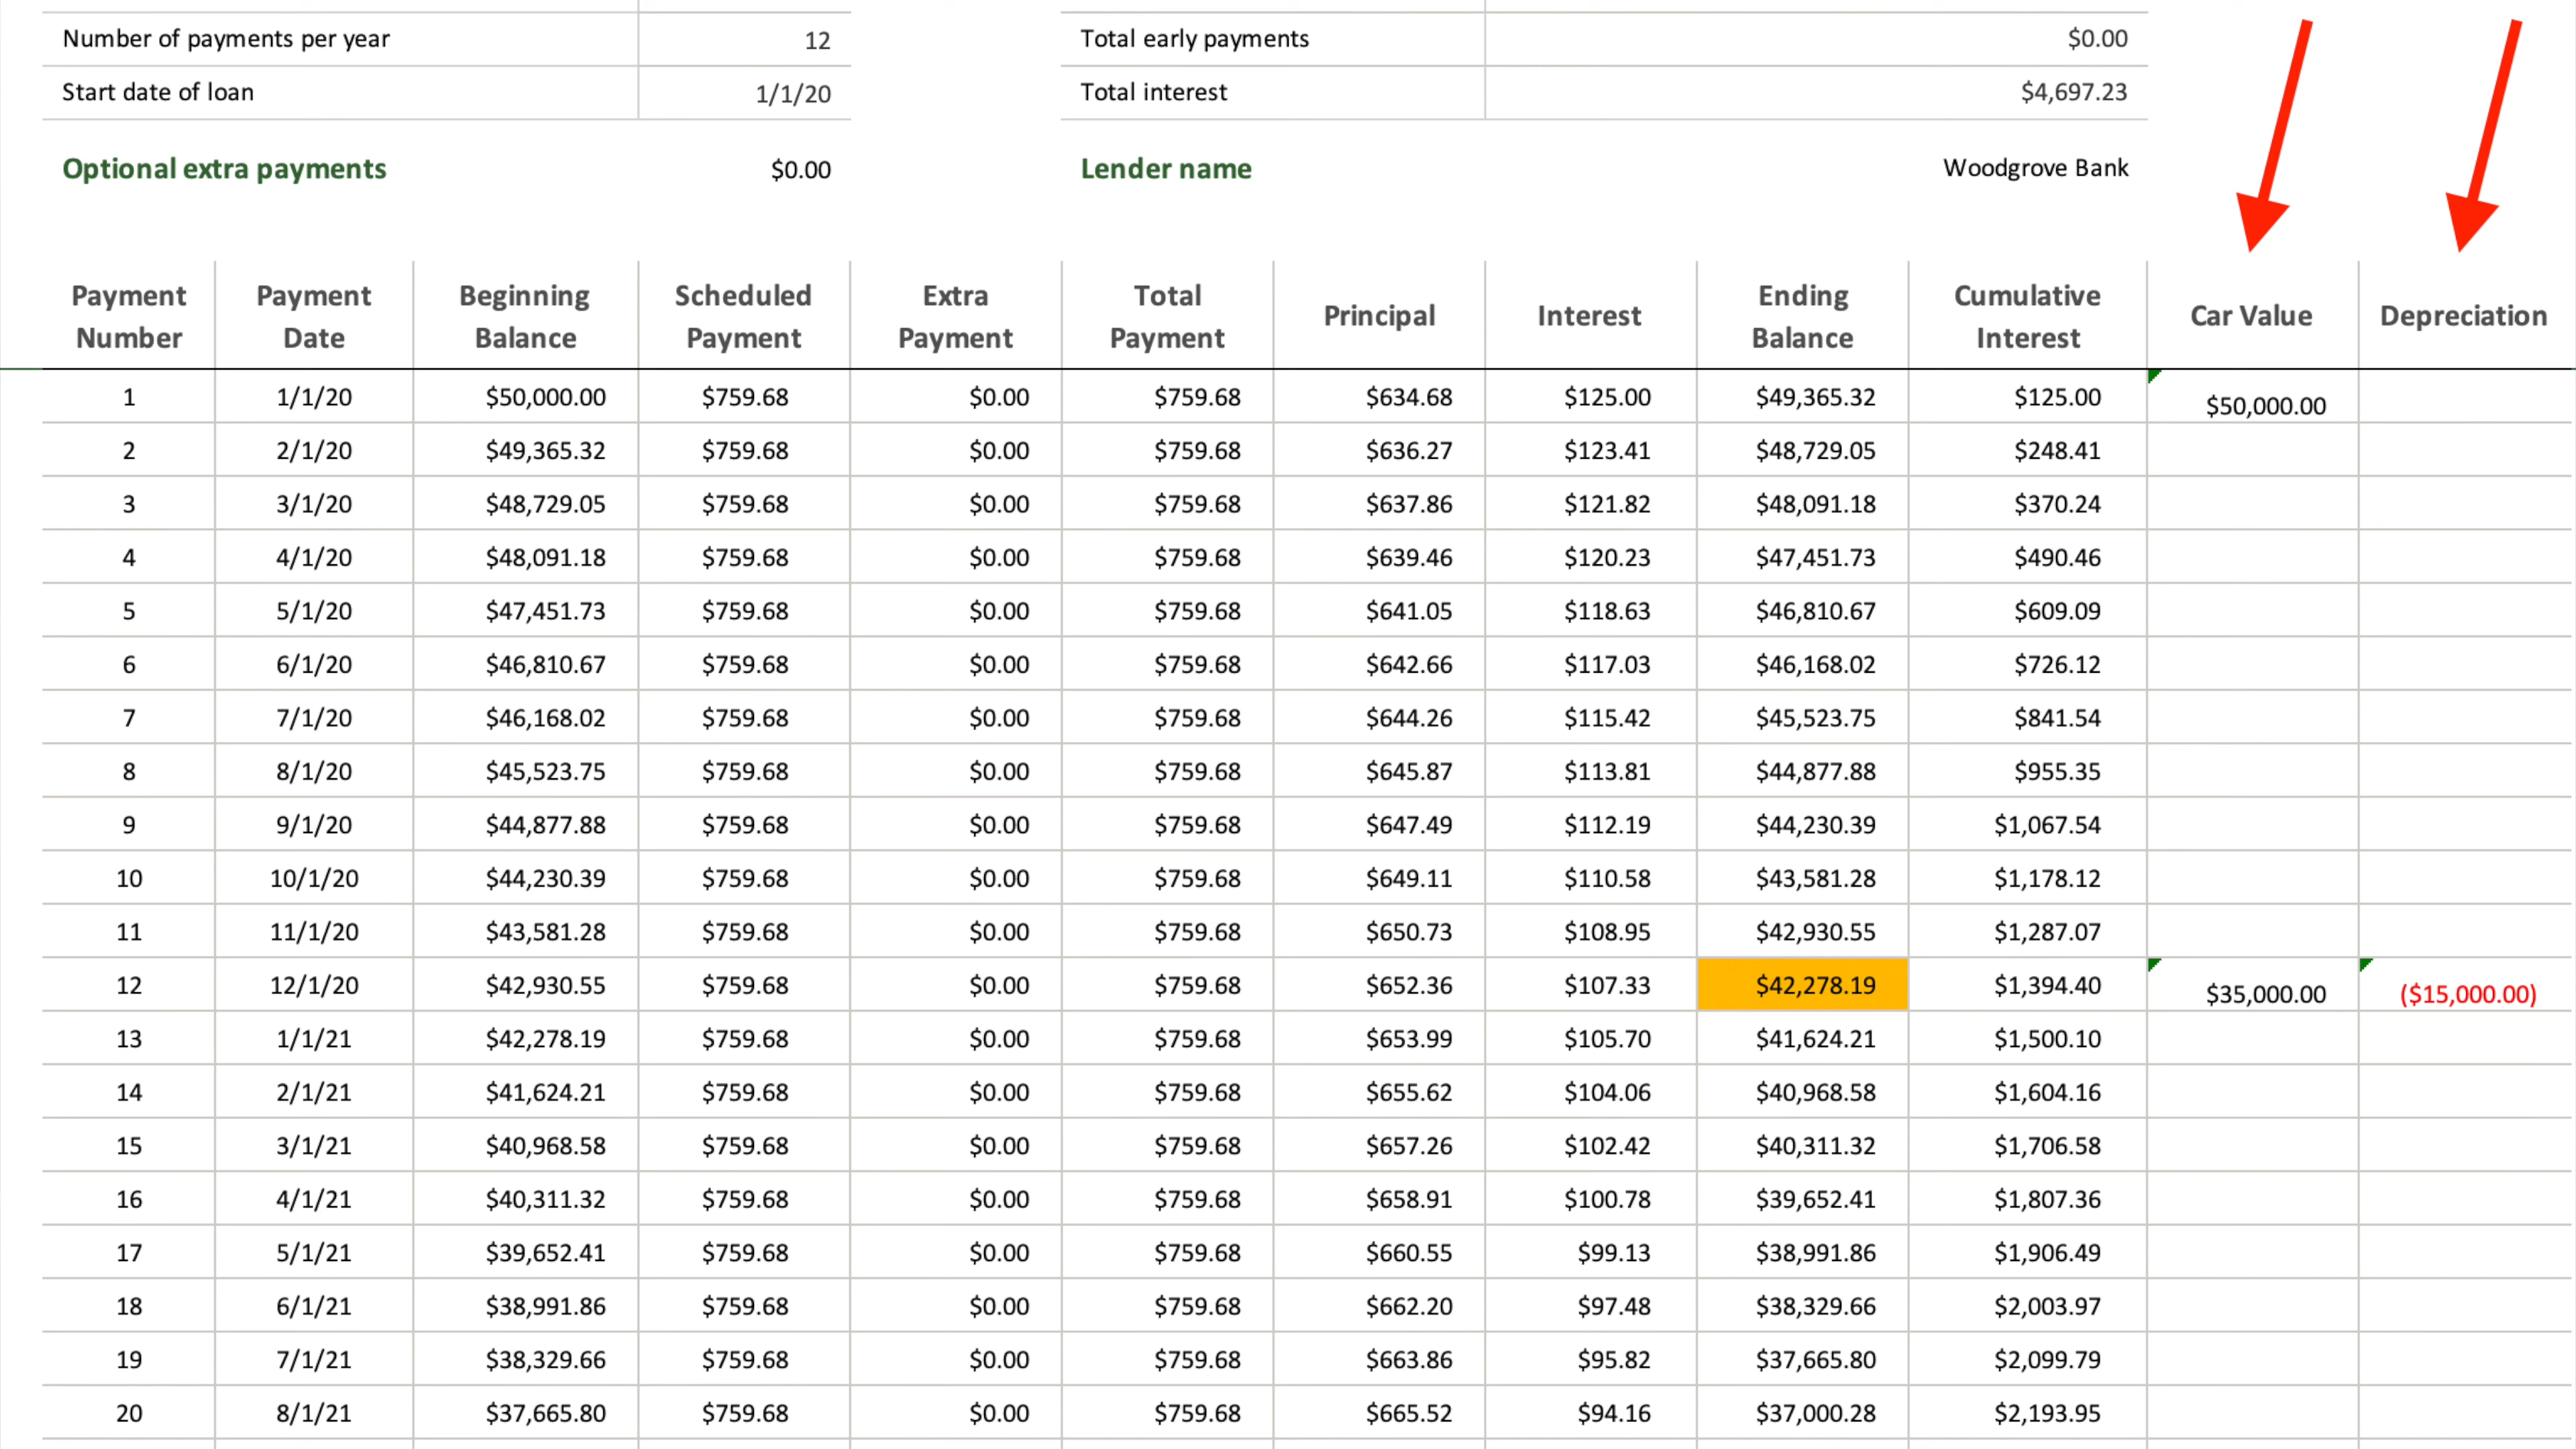 Number of payments per year 12 Total early payments $0.00
Start date of loan 1/1/20 Total interest $4,697.23
Optional extra payments $0.00 Lender name Woodgrove Bank
Payment Number Payment Date Beginning Balance Scheduled Payment Extra Payment Total Payment Principal Interest Ending Balance Cumulative Interest Car Value Depreciation
1 1/1/20 $50,000.00 $759.68 $0.00 $759.68 $634.68 $125.00 $49,365.32 $125.00 $50,000.00
2 2/1/20 $49,365.32 $759.68 $0.00 $759.68 $636.27 $123.41 $48,729.05 $248.41
3 3/1/20 $48,729.05 $759.68 $0.00 $759.68 $637.86 $121.82 $48,091.18 $370.24
4 4/1/20 $48,091.18 $759.68 $0.00 $759.68 $639.46 $120.23 $47,451.73 $490.46
5 5/1/20 $47,451.73 $759.68 $0.00 $759.68 $641.05 $118.63 $46,810.67 $609.09
6 6/1/20 $46,810.67 $759.68 $0.00 $759.68 $642.66 $117.03 $46,168.02 $726.12
7 7/1/20 $46,168.02 $759.68 $0.00 $759.68 $644.26 $115.42 $45,523.75 $841.54
8 8/1/20 $45,523.75 $759.68 $0.00 $759.68 $645.87 $113.81 $44,877.88 $955.35
9 9/1/20 $44,877.88 $759.68 $0.00 $759.68 $647.49 $112.19 $44,230.39 $1,067.54
10 10/1/20 $44,230.39 $759.68 $0.00 $759.68 $649.11 $110.58 $43,581.28 $1,178.12
11 11/1/20 $43,581.28 $759.68 $0.00 $759.68 $650.73 $108.95 $42,930.55 $1,287.07
12 12/1/20 $42,930.55 $759.68 $0.00 $759.68 $652.36 $107.33 $42,278.19 $1,394.40 $35,000.00 ($15,000.00)
13 1/1/21 $42,278.19 $759.68 $0.00 $759.68 $653.99 $105.70 $41,624.21 $1,500.10
14 2/1/21 $41,624.21 $759.68 $0.00 $759.68 $655.62 $104.06 $40,968.58 $1,604.16
15 3/1/21 $40,968.58 $759.68 $0.00 $759.68 $657.26 $102.42 $40,311.32 $1,706.58
16 4/1/21 $40,311.32 $759.68 $0.00 $759.68 $658.91 $100.78 $39,652.41 $1,807.36
17 5/1/21 $39,652.41 $759.68 $0.00 $759.68 $660.55 $99.13 $38,991.86 $1,906.49
18 6/1/21 $38,991.86 $759.68 $0.00 $759.68 $662.20 $97.48 $38,329.66 $2,003.97
19 7/1/21 $38,329.66 $759.68 $0.00 $759.68 $663.86 $95.82 $37,665.80 $2,099.79
20 8/1/21 $37,665.80 $759.68 $0.00 $759.68 $665.52 $94.16 $37,000.28 $2,193.95